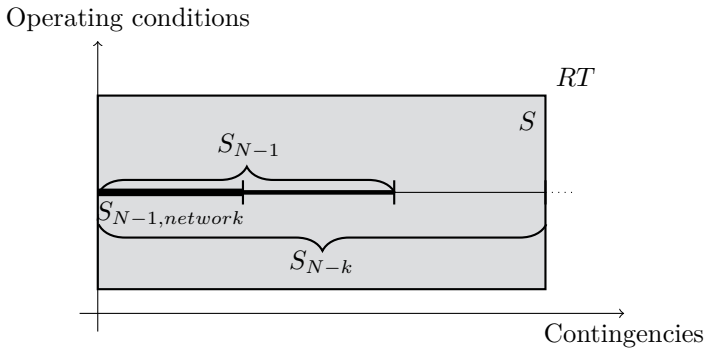 Operating conditions
RT
S
S_{N-1}
S_{N-1,network}
S_{N-k}
Contingencies